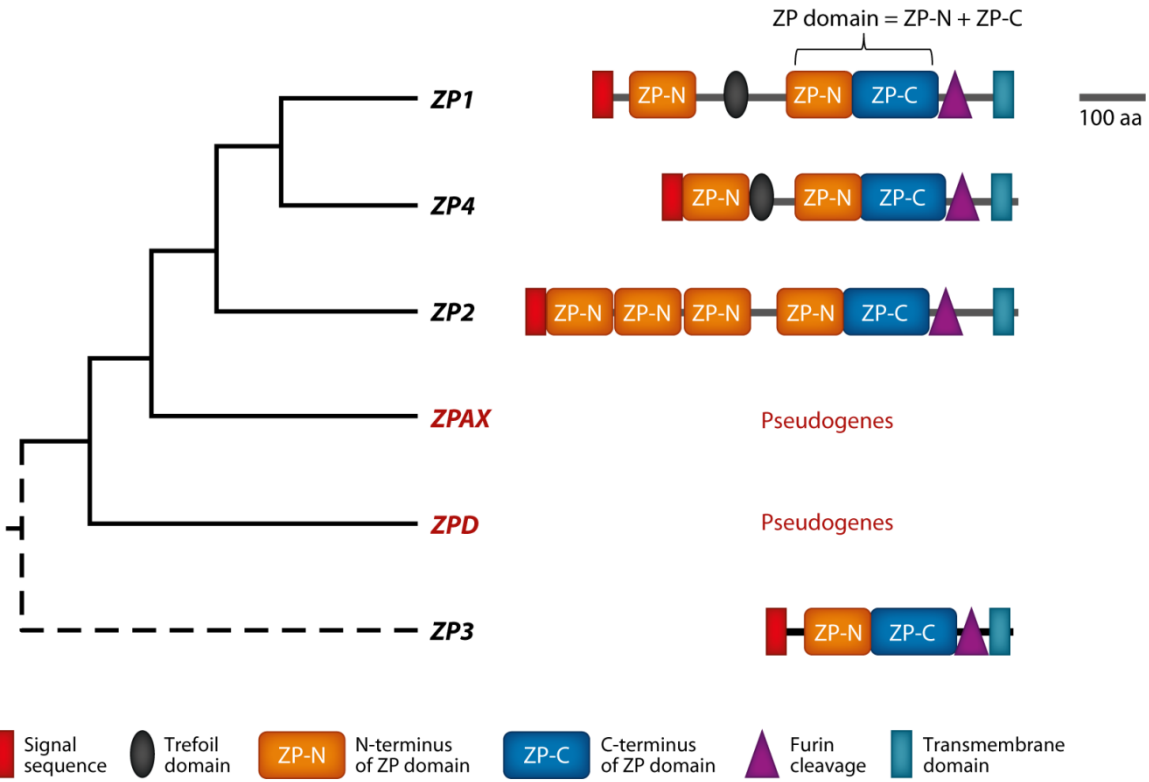 ZP domain = ZP-N + ZP-C
ZP1
ZP-N
ZP-N
ZP-C
100 aa
ZP4
ZP-N
ZP-N
ZP-C
ZP2
ZP-N
ZP-N
ZP-N
ZP-N
ZP-C
ZPAX
Pseudogenes
ZPD
Pseudogenes
ZP3
ZP-N
ZP-C
Signal
sequence
Trefoil
domain
ZP-N
N-terminus
of ZP domain
ZP-C
C-terminus
of ZP domain
Furin
cleavage
Transmembrane
domain